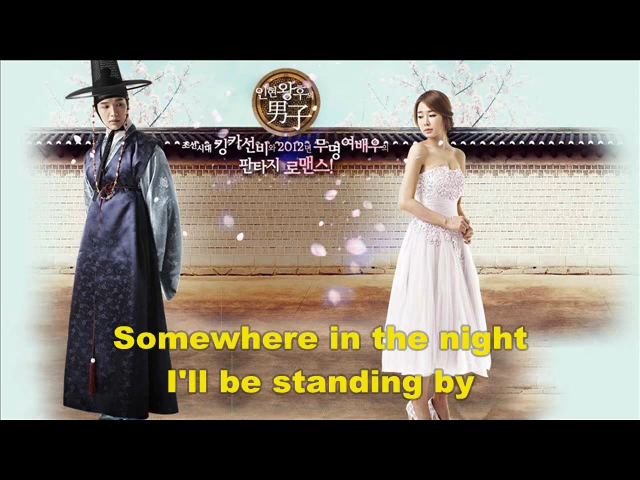 인현왕후의
男子
조선시대 킹카선비와 2012년 무명 여배우의
판타지 로맨스!
Somewhere in the night
I'll be standing by